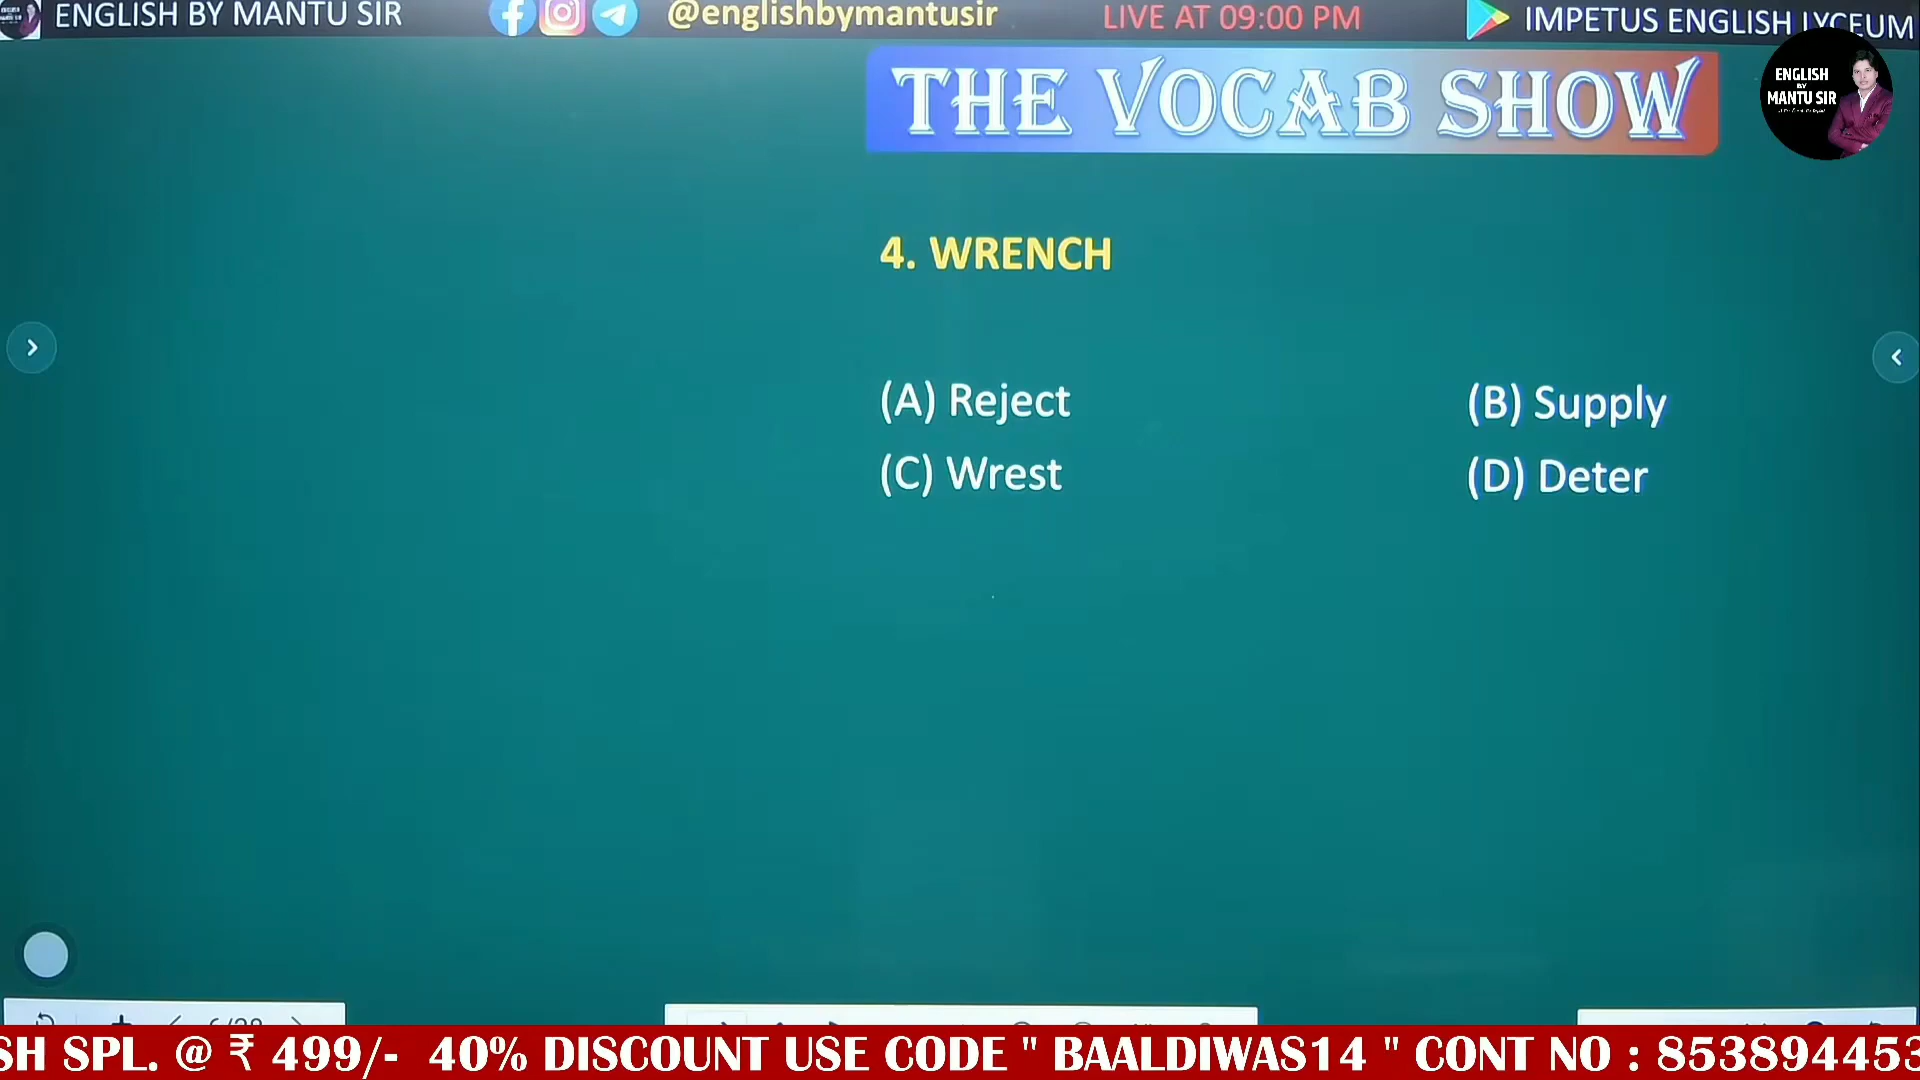 ENGLISH BY MANTU SIR
@englishbymantusir
LIVE AT 09:00 PM
IMPETUS ENGLISH LYCEUM
ENGLISH
BY
MANTU SIR
THE VOCAB SHOW
4. WRENCH
(A) Reject
(B) Supply
(C) Wrest
(D) Deter
SH SPL. @ ₹ 499/- 40% DISCOUNT USE CODE " BAALDIWAS14 " CONT NO : 853894453